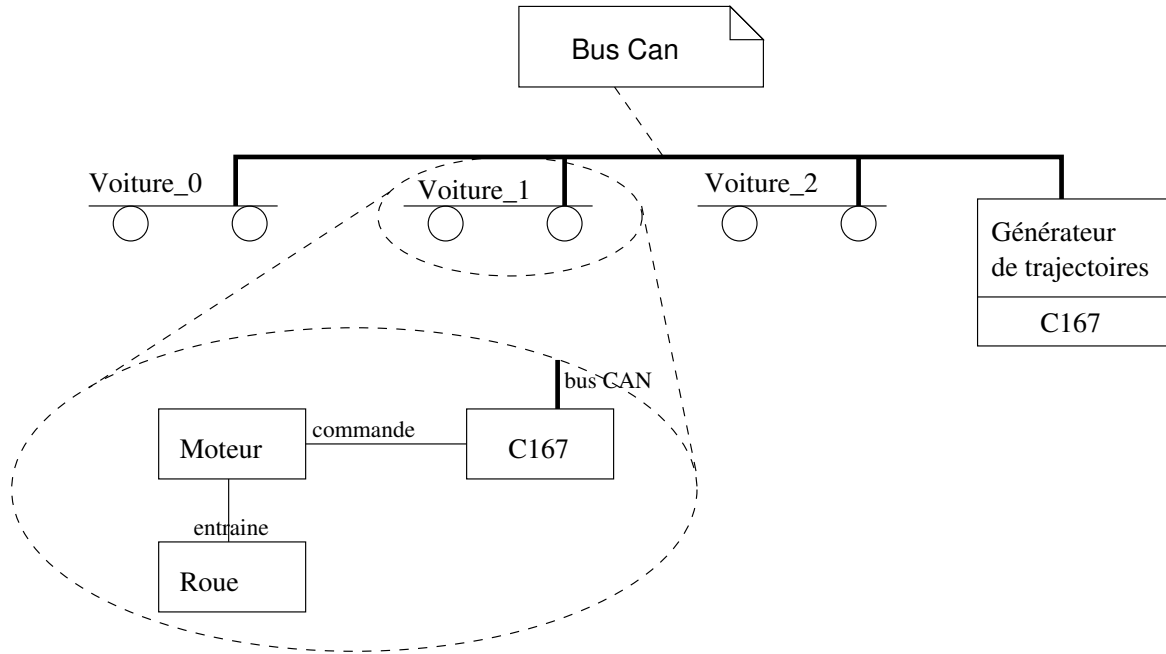 Bus Can
Voiture_0
Voiture_1
Voiture_2
Générateur
de trajectoires
C167
bus CAN
commande
Moteur
C167
entraine
Roue